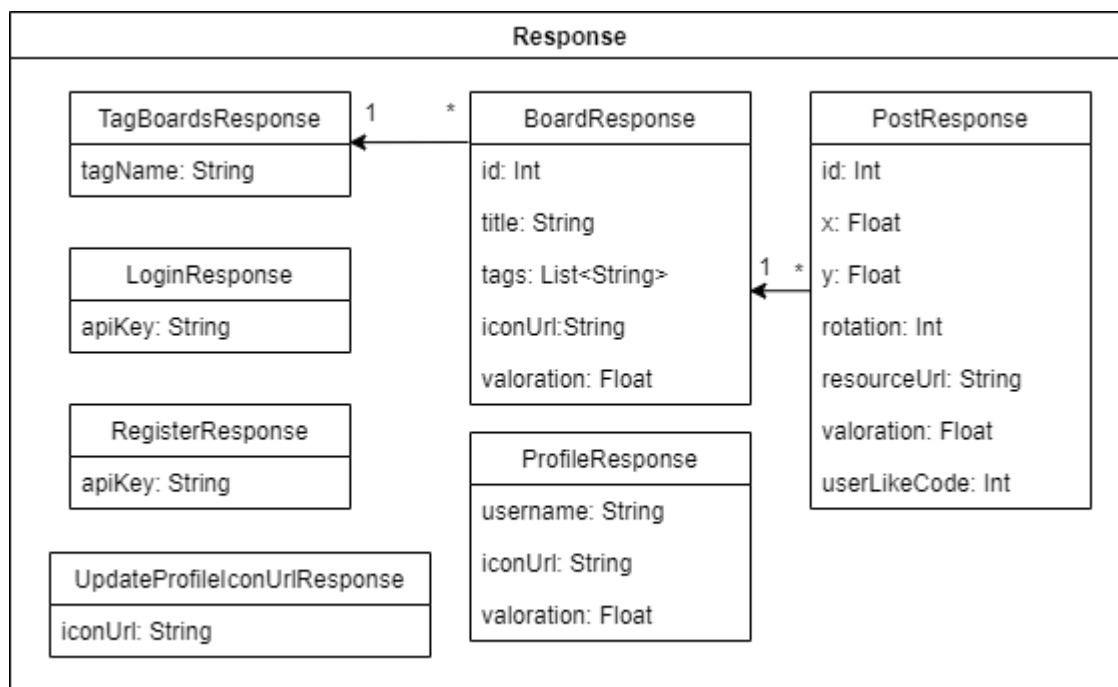 Response
TagBoardsResponse
tagName: String
1
*
BoardResponse
id: Int
title: String
tags: List<String>
iconUrl:String
valoration: Float
1
*
PostResponse
id: Int
x: Float
y: Float
rotation: Int
resourceUrl: String
valoration: Float
userLikeCode: Int
LoginResponse
apiKey: String
RegisterResponse
apiKey: String
ProfileResponse
username: String
iconUrl: String
valoration: Float
UpdateProfileIconUrlResponse
iconUrl: String